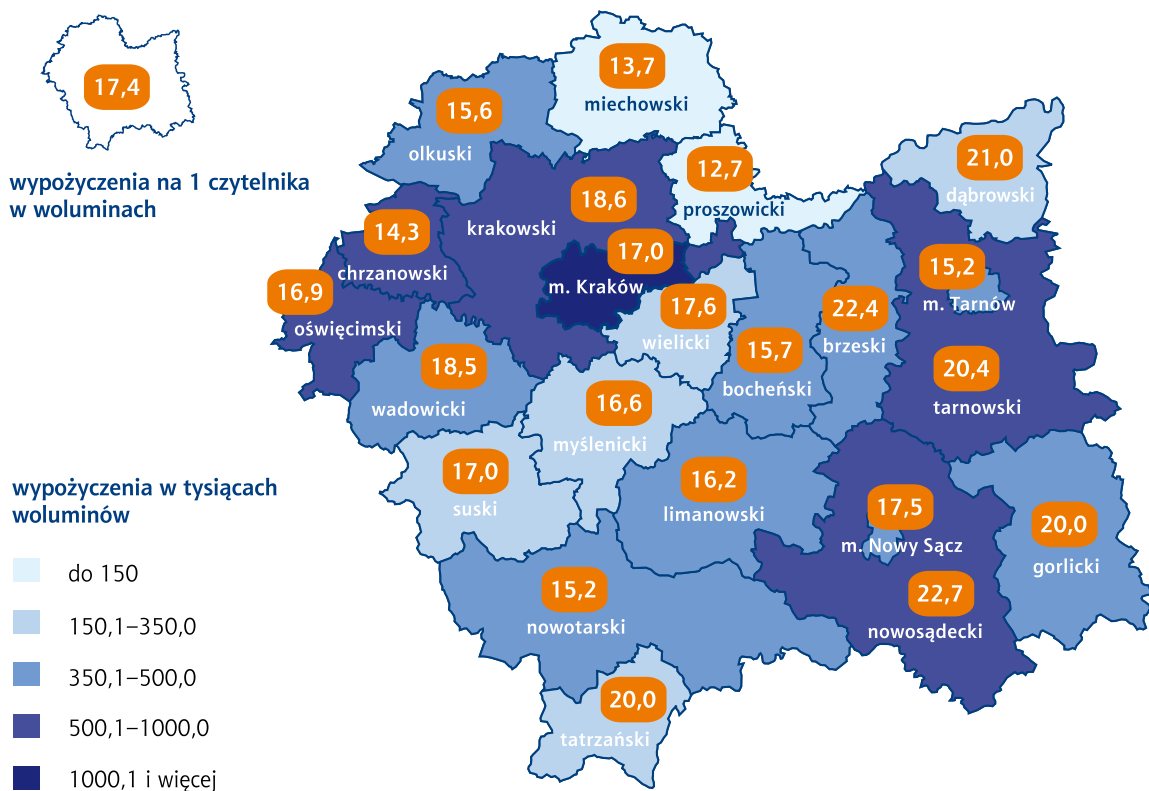 17,4
wypożyczenia na 1 czytelnika
w woluminach
13,7
miechowski
15,6
olkuski
12,7
proszowicki
21,0
dąbrowski
18,6
krakowski
14,3
chrzanowski
17,0
m. Kraków
16,9
oświęcimski
15,2
m. Tarnów
17,6
wielicki
22,4
brzeski
15,7
bocheński
18,5
wadowicki
20,4
tarnowski
16,6
myślenicki
17,0
suski
16,2
limanowski
17,5
m. Nowy Sącz
20,0
gorlicki
15,2
nowotarski
22,7
nowosądecki
20,0
tatrzański
wypożyczenia w tysiącach
woluminów
do 150
150,1–350,0
350,1–500,0
500,1–1000,0
1000,1 i więcej